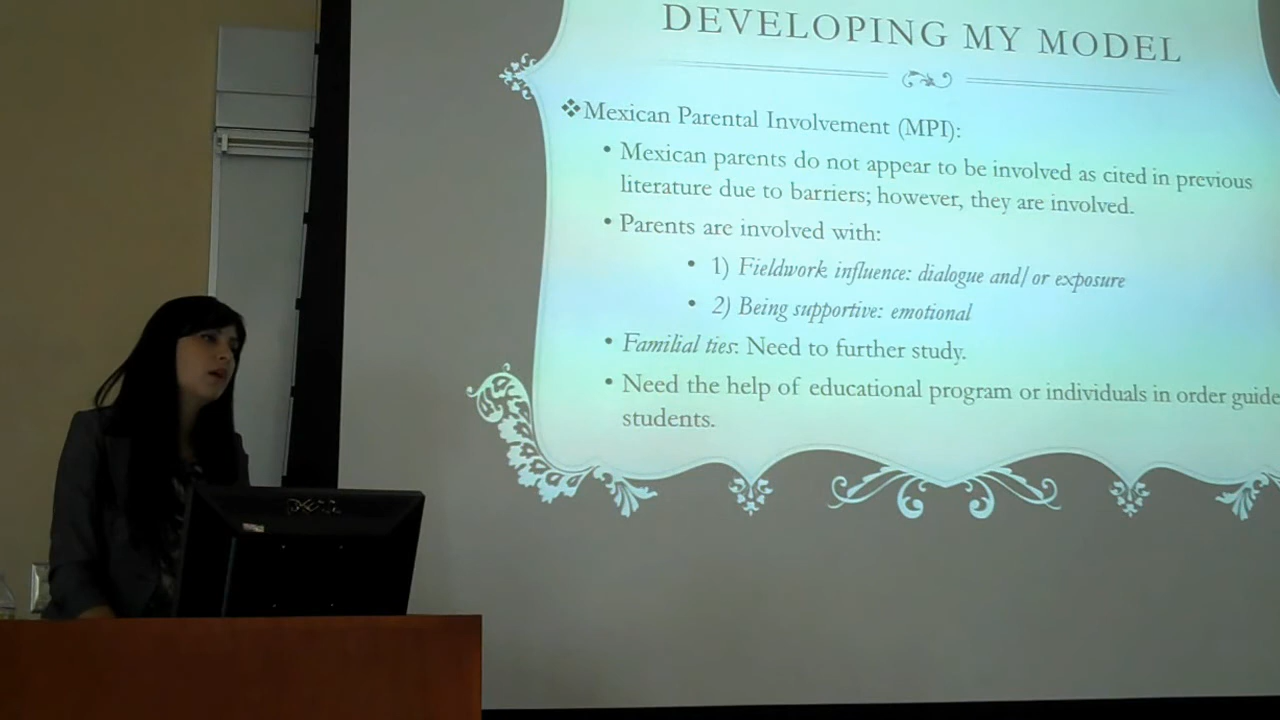 DEVELOPING MY MODEL
Mexican Parental Involvement (MPI):
• Mexican parents do not appear to be involved as cited in previous
literature due to barriers; however, they are involved.
• Parents are involved with:
• 1) Fieldwork influence: dialogue and/or exposure
• 2) Being supportive: emotional
• Familial ties: Need to further study.
• Need the help of educational program or individuals in order guide
students.
DELL